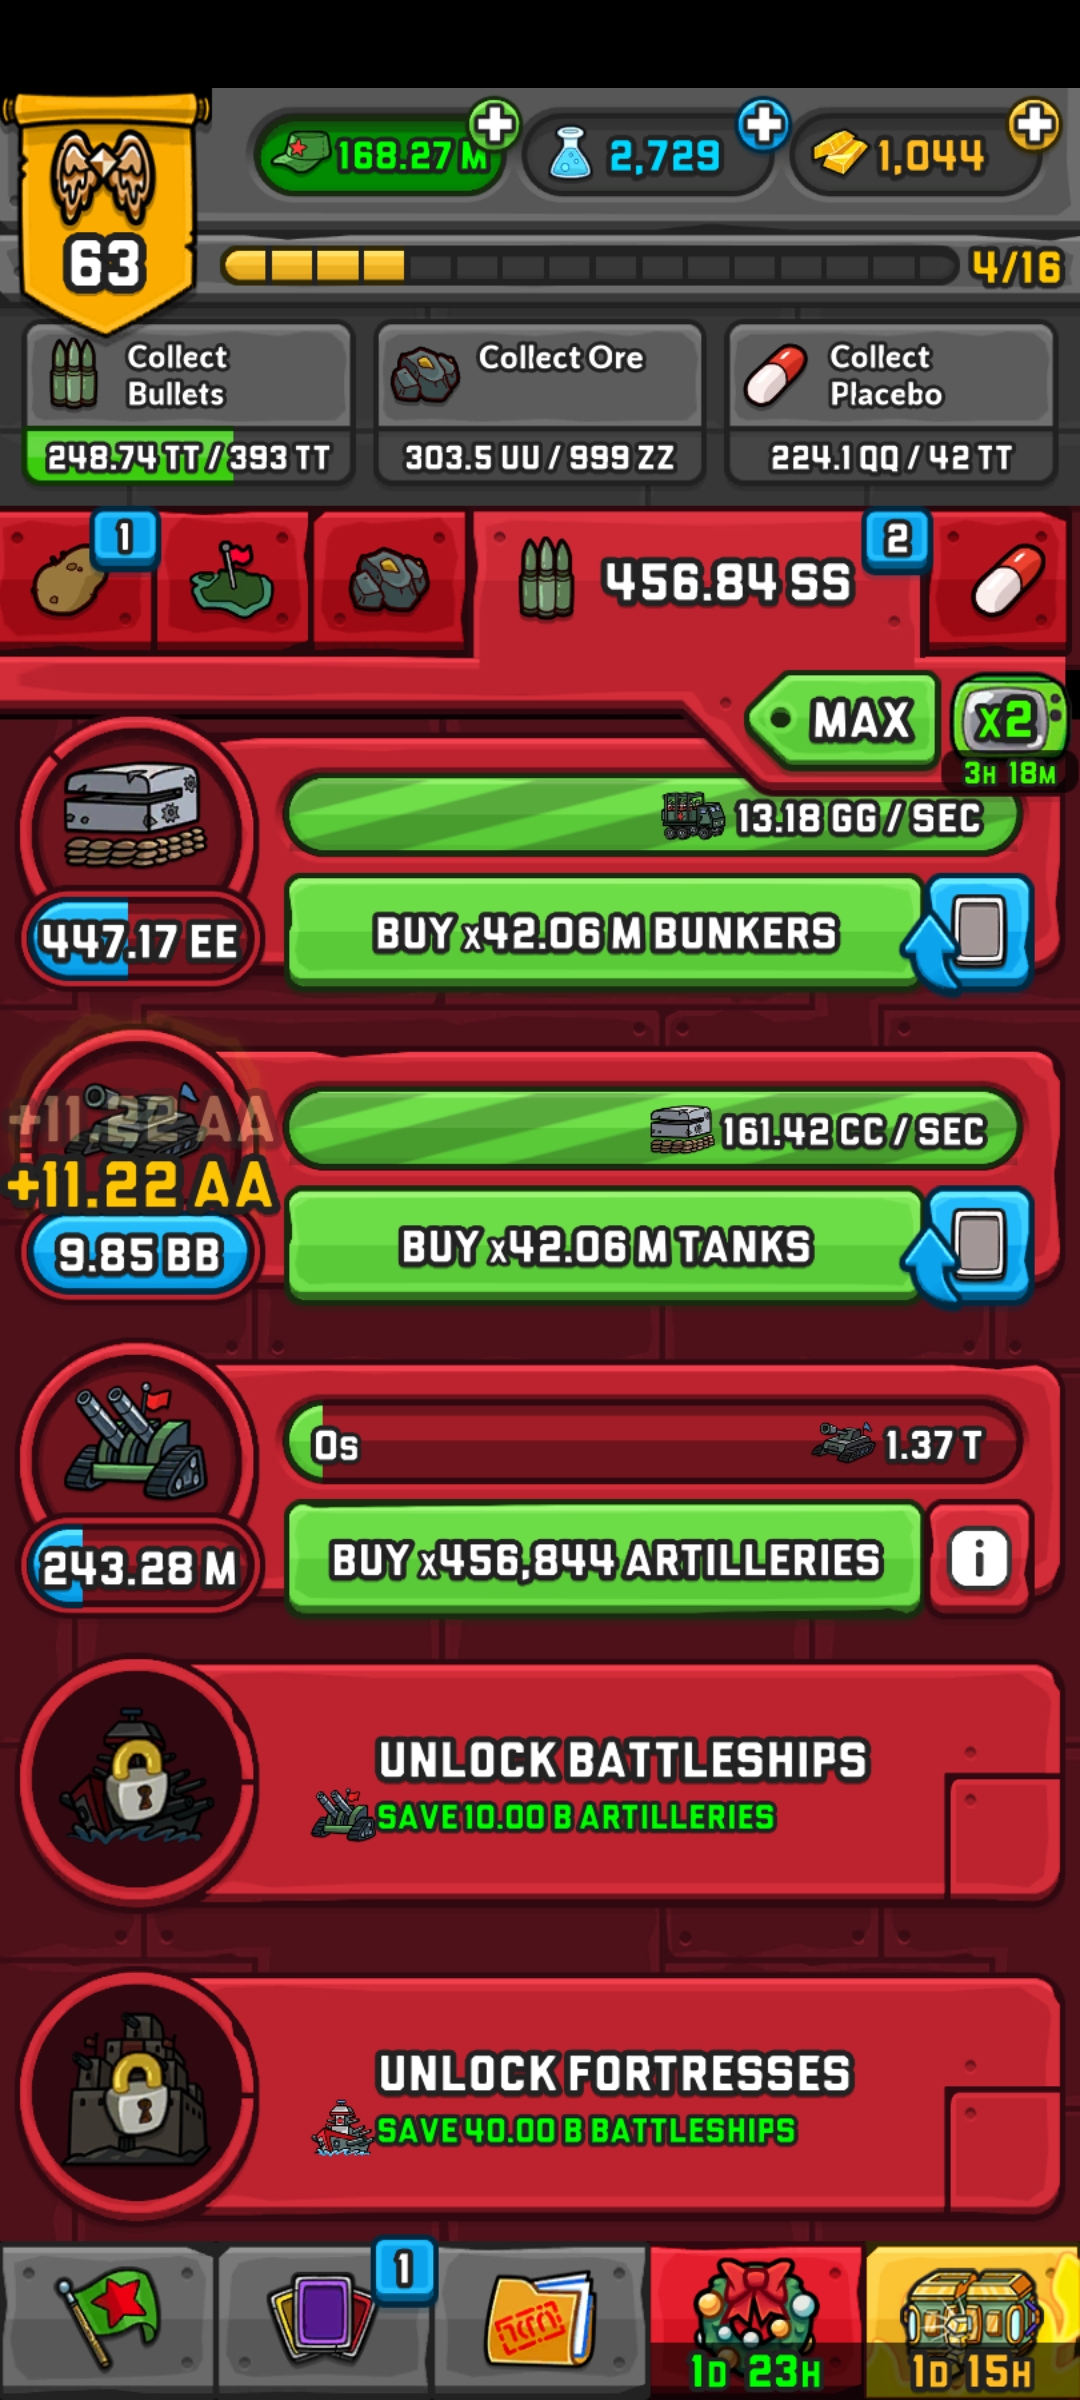 63
168.27 M
2,729
1,044
4/16
Collect Bullets
248.74 TT / 393 TT
Collect Ore
303.5 UU / 999 ZZ
Collect Placebo
224.1 QQ / 42 TT
1
456.84 SS
2
MAX
x2
3H 18M
13.18 GG / SEC
447.17 EE
BUY x42.06 M BUNKERS
+11.22 AA
+11.22 AA
161.42 CC / SEC
9.85 BB
BUY x42.06 M TANKS
0s
1.37 T
243.28 M
BUY x456,844 ARTILLERIES
i
UNLOCK BATTLESHIPS
SAVE 10.00 B ARTILLERIES
UNLOCK FORTRESSES
SAVE 40.00 B BATTLESHIPS
1
1D 23H
1D 15H